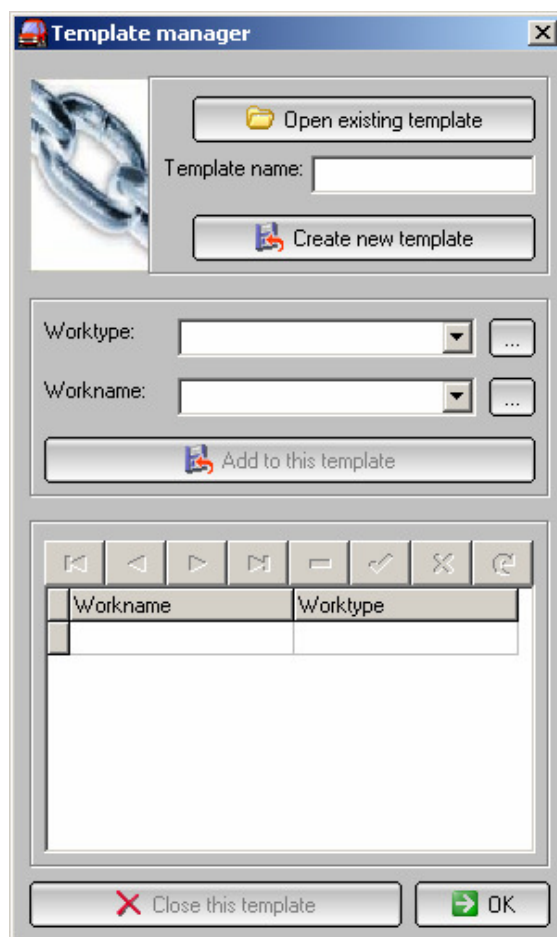 Template manager
Open existing template
Template name:
Create new template
Worktype:
...
Workname:
...
Add to this template
Workname Worktype
Close this template
OK